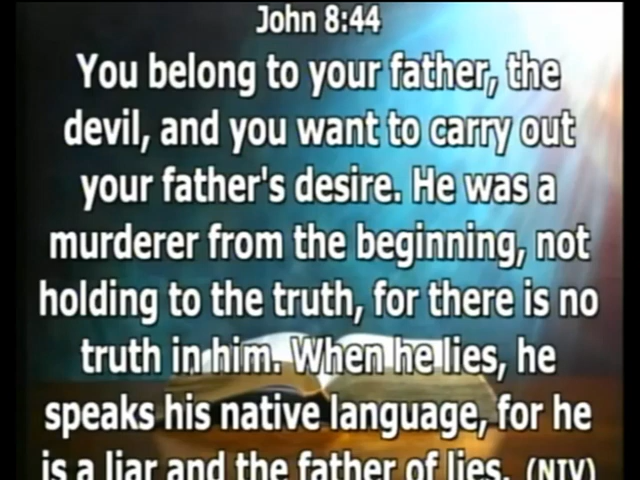 John 8:44
You belong to your father, the
devil, and you want to carry out
your father's desire. He was a
murderer from the beginning, not
holding to the truth, for there is no
truth in him. When he lies, he
speaks his native language, for he
is a liar and the father of lies. (NIV)